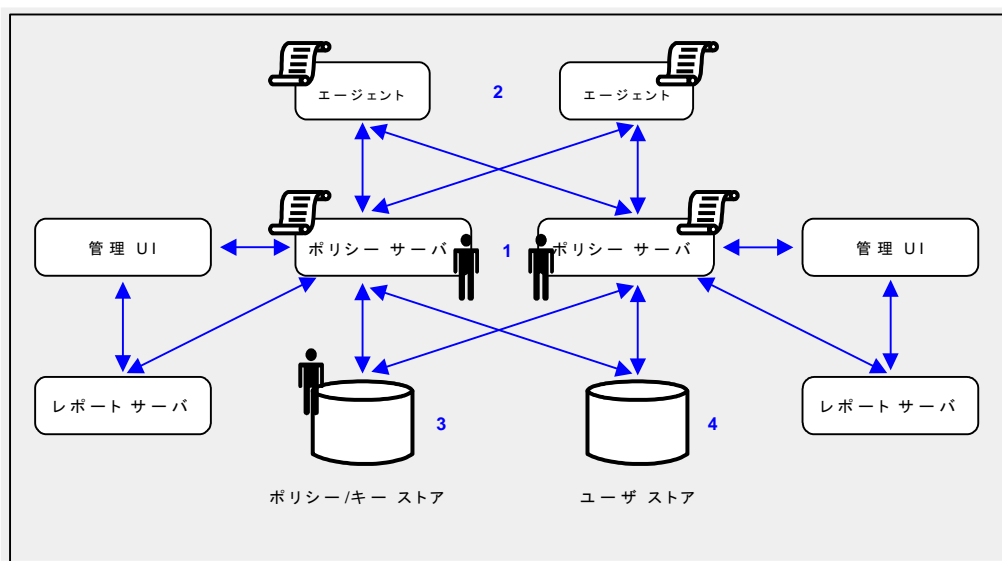 エージェント
2
エージェント
管理 UI
ポリシー サーバ
1
ポリシー サーバ
管理 UI
レポート サーバ
3
4
レポート サーバ
ポリシー/キー ストア
ユーザ ストア